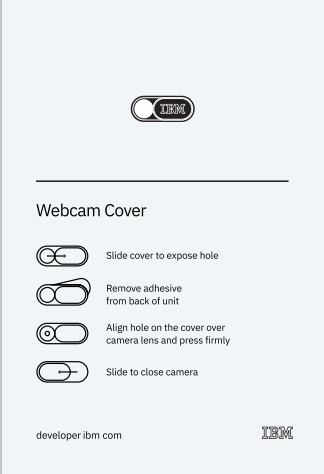 IBM
Webcam Cover
Slide cover to expose hole
Remove adhesive
from back of unit
Align hole on the cover over
camera lens and press firmly
Slide to close camera
developer ibm com
IBM